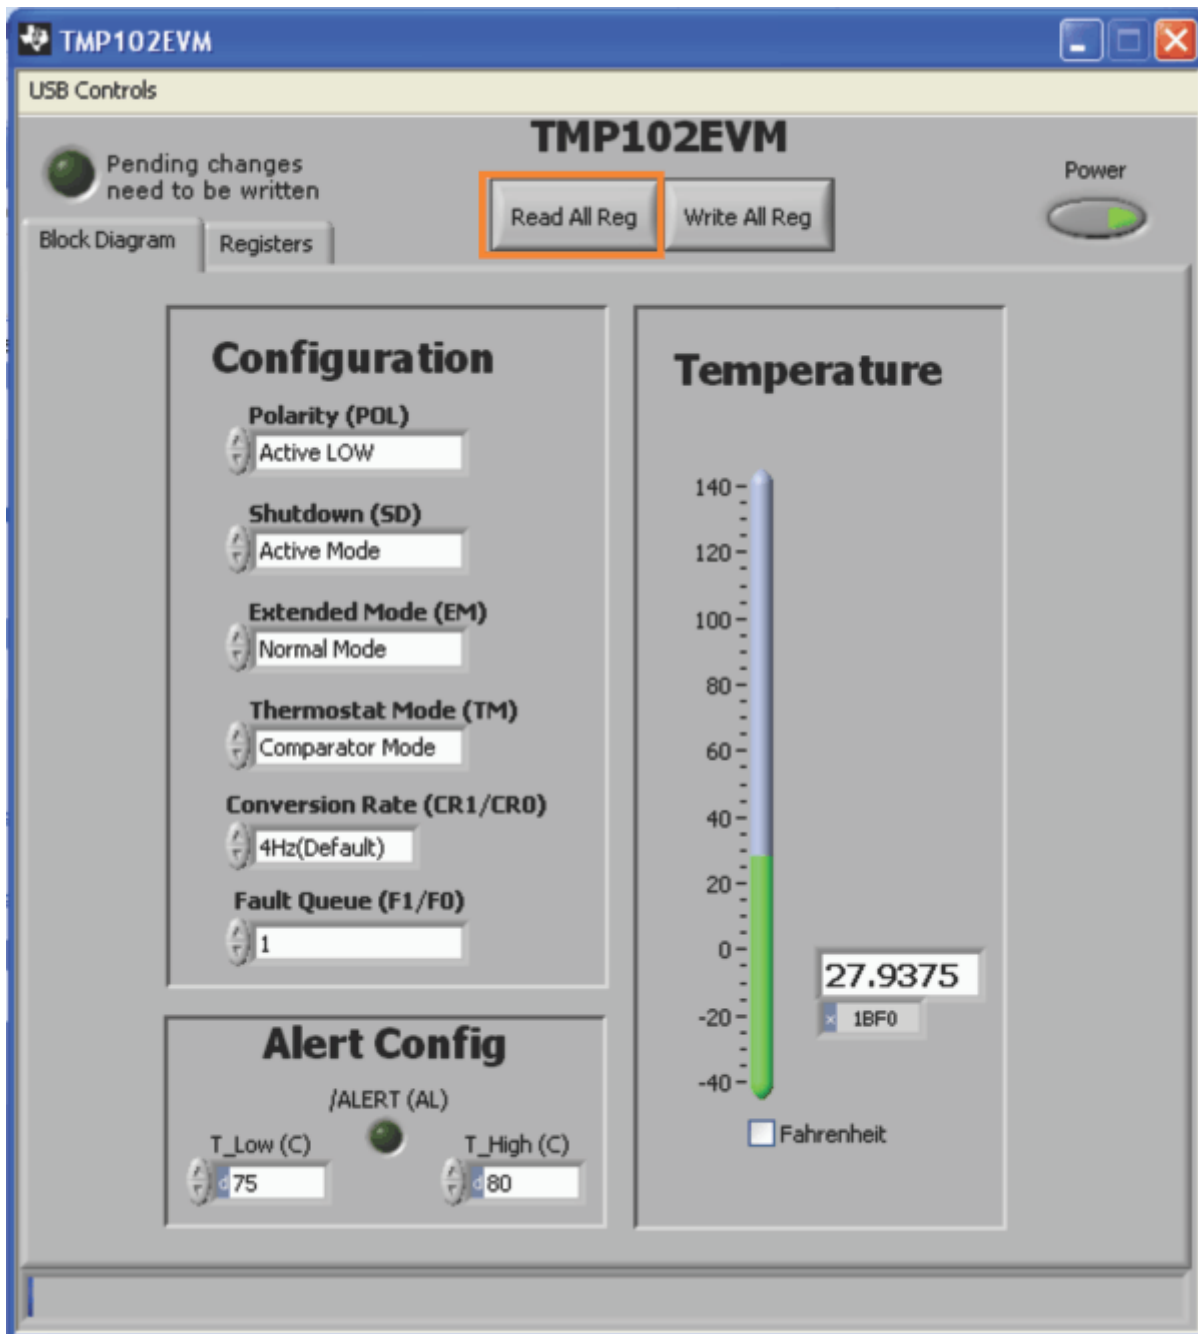 TMP102EVM
USB Controls
TMP102EVM
Pending changes
need to be written
Read All Reg
Write All Reg
Power
Block Diagram
Registers
Configuration
Polarity (POL)
Active LOW
Shutdown (SD)
Active Mode
Extended Mode (EM)
Normal Mode
Thermostat Mode (TM)
Comparator Mode
Conversion Rate (CR1/CR0)
4Hz(Default)
Fault Queue (F1/F0)
1
Alert Config
/ALERT (AL)
T_Low (C)
T_High (C)
d 75
d 80
Temperature
140
120
100
80
60
40
20
0
-20
-40
27.9375
x 1BF0
Fahrenheit